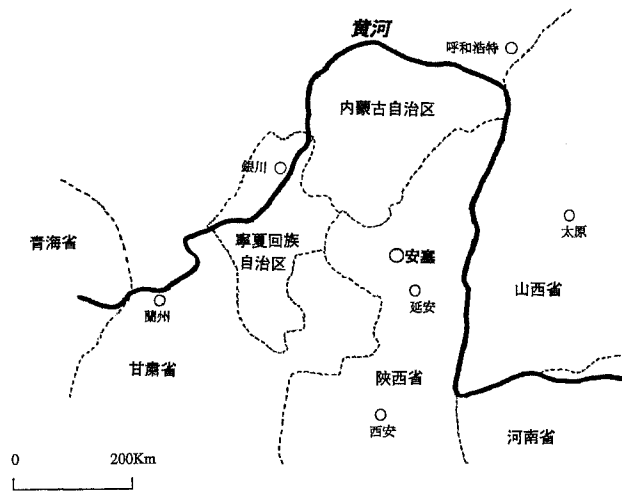 黄河
呼和浩特
内蒙古自治区
銀川
青海省
寧夏回族
自治区
太原
安塞
延安
山西省
蘭州
甘粛省
陝西省
西安
河南省
0 200Km